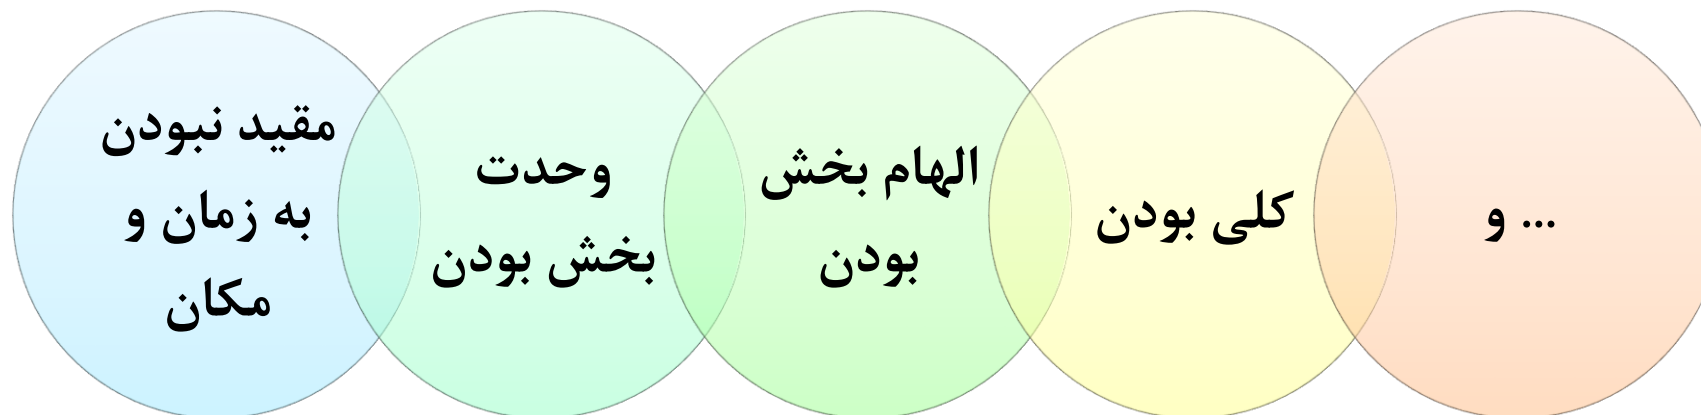 مقید نبودن
به زمان و
مکان
وحدت
بخش بودن
الهام بخش
بودن
کلی بودن
و ...